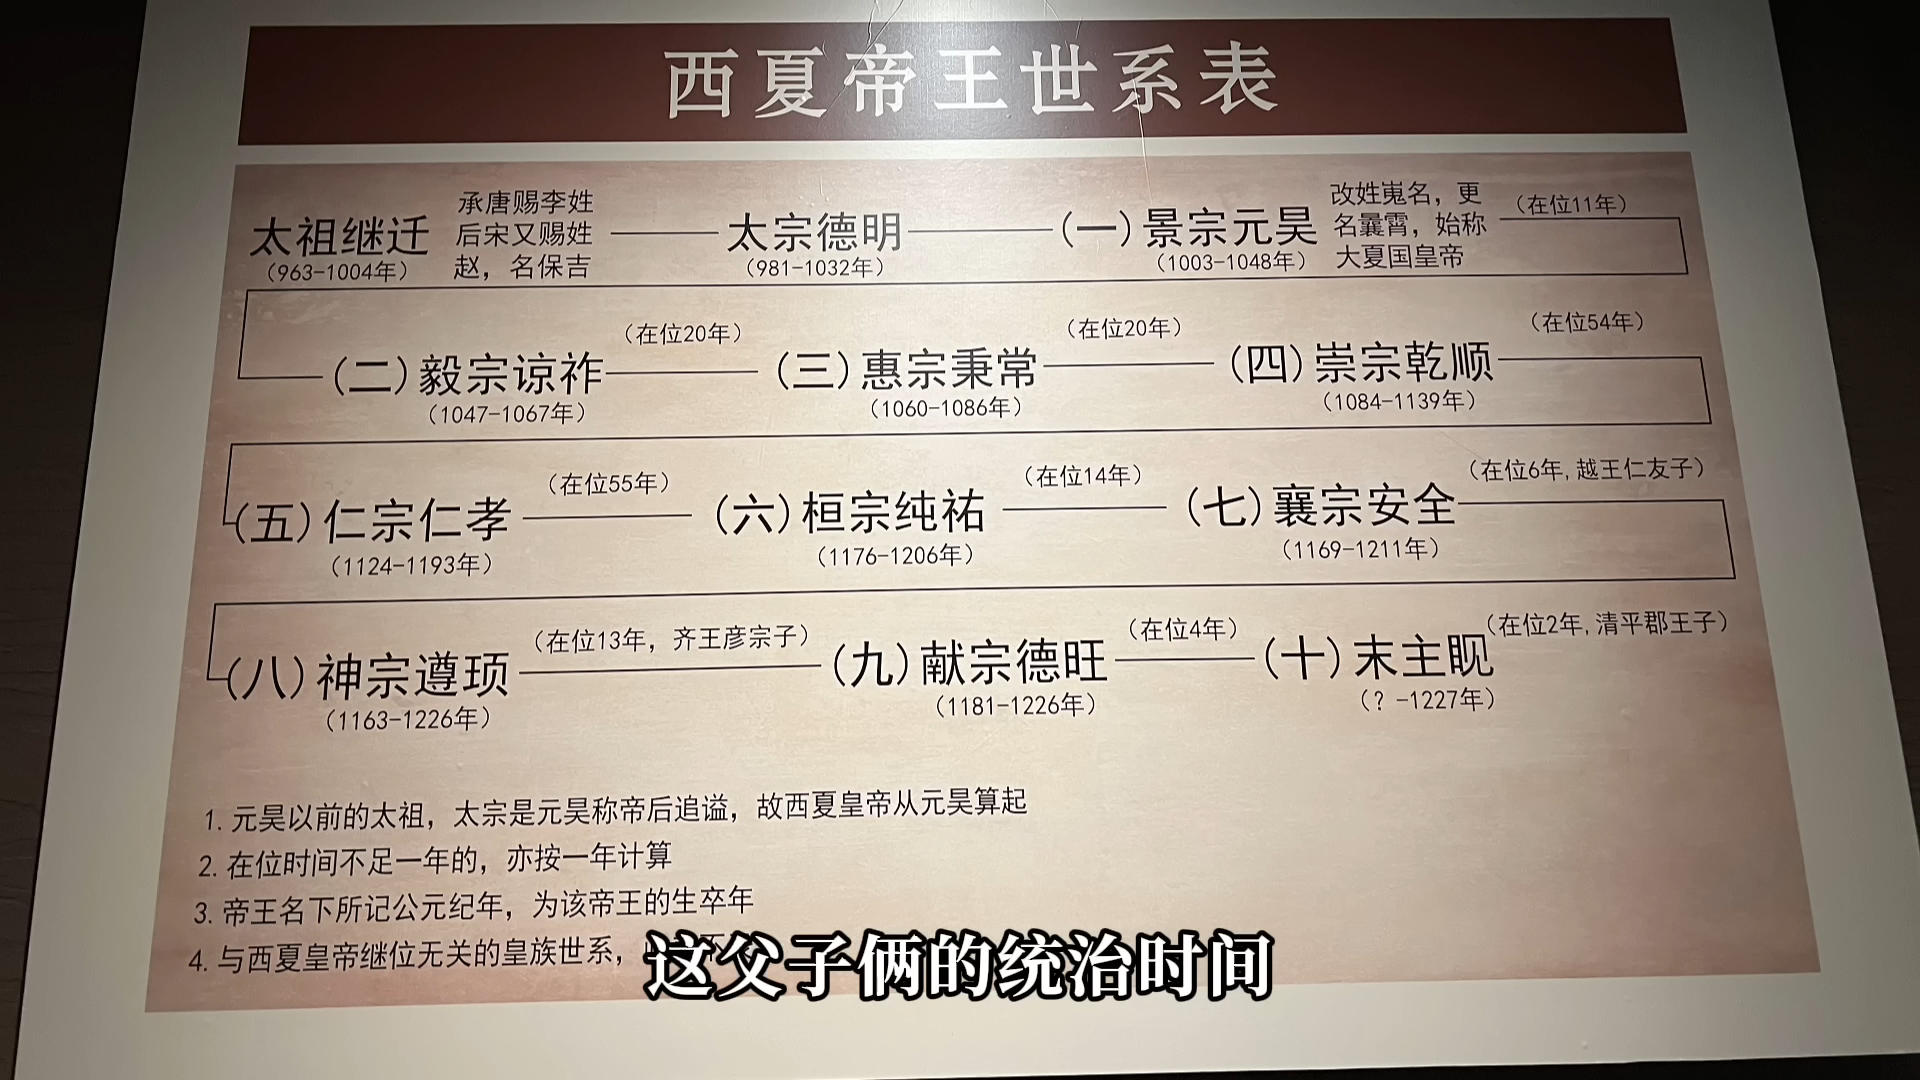 西夏帝王世系表
太祖继迁
（963-1004年）
承唐赐李姓
后宋又赐姓
赵，名保吉
太宗德明
（981-1032年）
（一）景宗元昊
（1003-1048年）
改姓嵬名，更
名曩霄，始称
大夏国皇帝
（在位11年）
（二）毅宗谅祚
（1047-1067年）
（在位20年）
（三）惠宗秉常
（1060-1086年）
（在位20年）
（四）崇宗乾顺
（1084-1139年）
（在位54年）
（五）仁宗仁孝
（1124-1193年）
（在位55年）
（六）桓宗纯祐
（1176-1206年）
（在位14年）
（七）襄宗安全
（1169-1211年）
（在位6年，越王仁友子）
（八）神宗遵顼
（1163-1226年）
（在位13年，齐王彦宗子）
（九）献宗德旺
（1181-1226年）
（在位4年）
（十）末主睍
（？-1227年）
（在位2年，清平郡王子）
1. 元昊以前的太祖，太宗是元昊称帝后追谥，故西夏皇帝从元昊算起
2. 在位时间不足一年的，亦按一年计算
3. 帝王名下所记公元纪年，为该帝王的生卒年
4. 与西夏皇帝继位无关的皇族世系，
这父子俩的统治时间